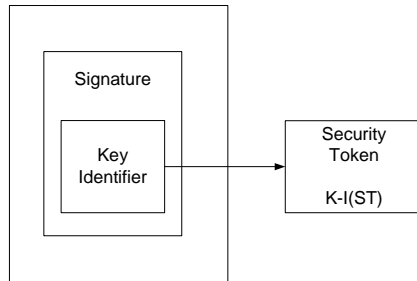 Signature
Key
Identifier
Security
Token
K-I(ST)